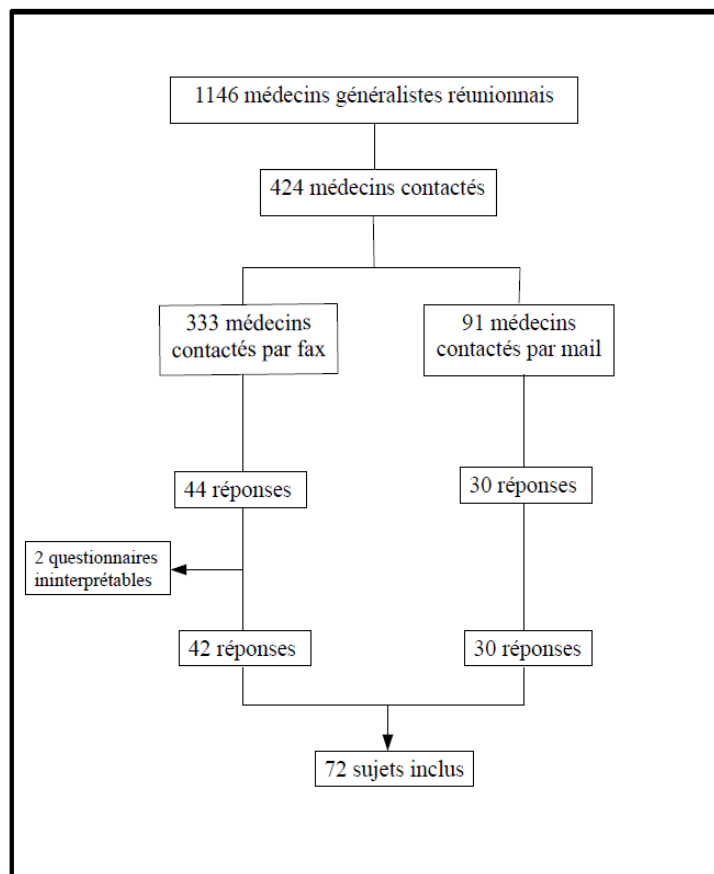 1146 médecins généralistes réunionnais
424 médecins contactés
333 médecins
contactés par fax
91 médecins
contactés par mail
44 réponses
30 réponses
2 questionnaires
ininterprétables
42 réponses
30 réponses
72 sujets inclus